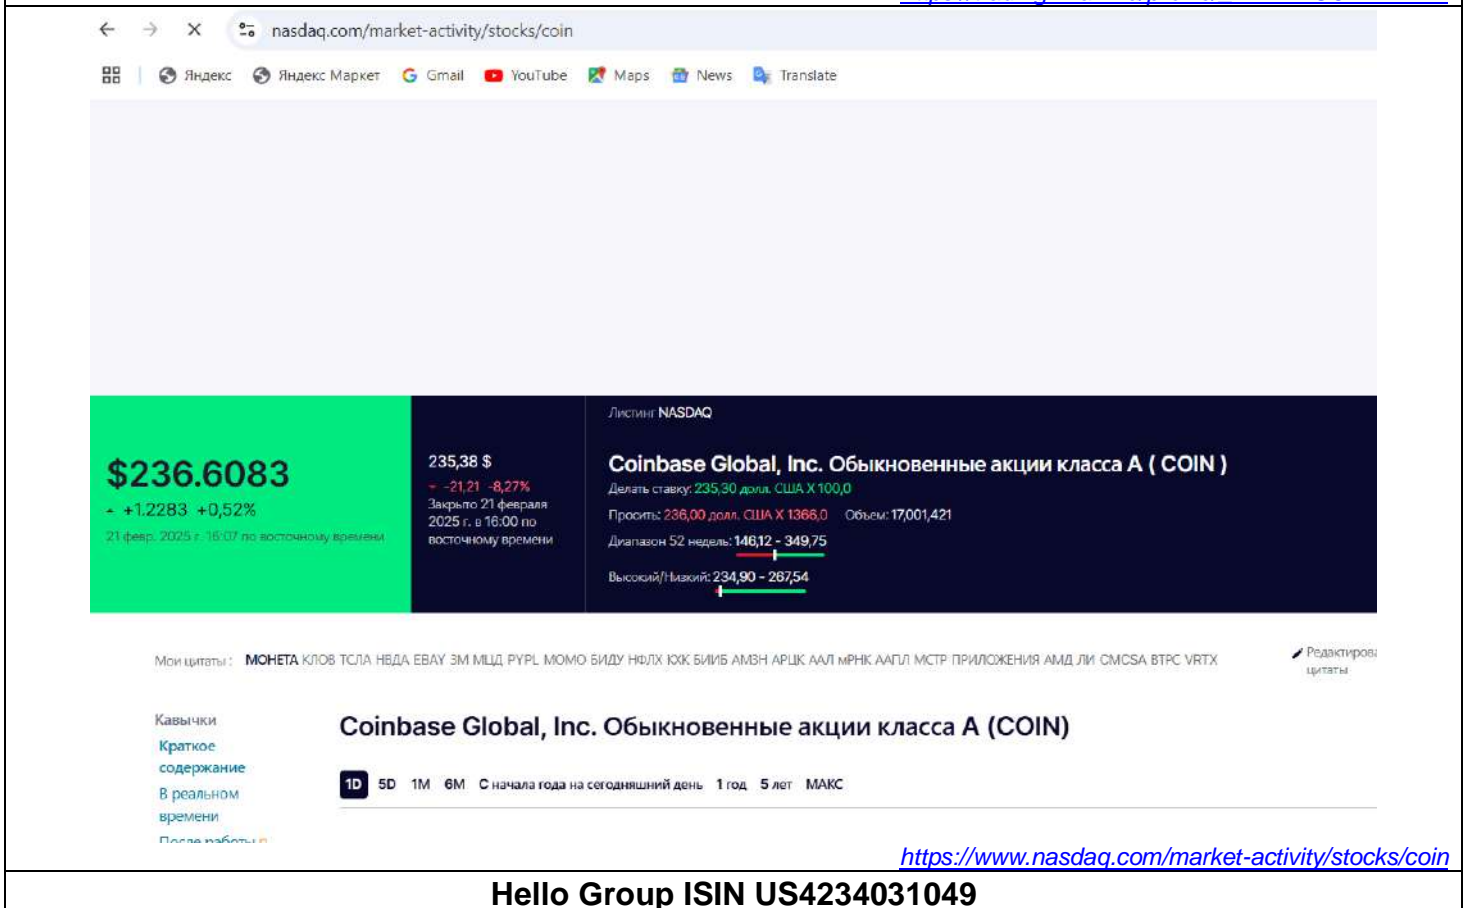 nasdaq.com/market-activity/stocks/coin
Яндекс Яндекс Маркет Gmail YouTube Maps News Translate
Листинг NASDAQ
$236.6083
+1.2283 +0,52%
21 февр. 2025 г. 16:07 по восточному времени
235,38 $
-21,21 -8,27%
Закрыто 21 февраля
2025 г. в 16:00 по
восточному времени
Coinbase Global, Inc. Обыкновенные акции класса А ( COIN )
Делать ставку: 235,30 долл. США X 100,0
Просить: 236,00 долл. США X 1366,0 Объем: 17,001,421
Диапазон 52 недель: 146,12 - 349,75
Высокий/Низкий: 234,90 - 267,54
Мои цитаты : МОНЕТА КЛОВ ТСЛА НВДА EBAY ЗМ МЦД PYPL МОМО БИДУ НФЛХ КХК БИИБ АМЗН АРЦК ААЛ мРНК ААПЛ МСТР ПРИЛОЖЕНИЯ АМД ЛИ CMCSA ВТРС VRTX
Редактирова
цитаты
Кавычки
Краткое
содержание
В реальном
времени
После работы
Coinbase Global, Inc. Обыкновенные акции класса А (COIN)
1D 5D 1M 6M С начала года на сегодняшний день 1 год 5 лет МАКС
https://www.nasdaq.com/market-activity/stocks/coin
Hello Group ISIN US4234031049